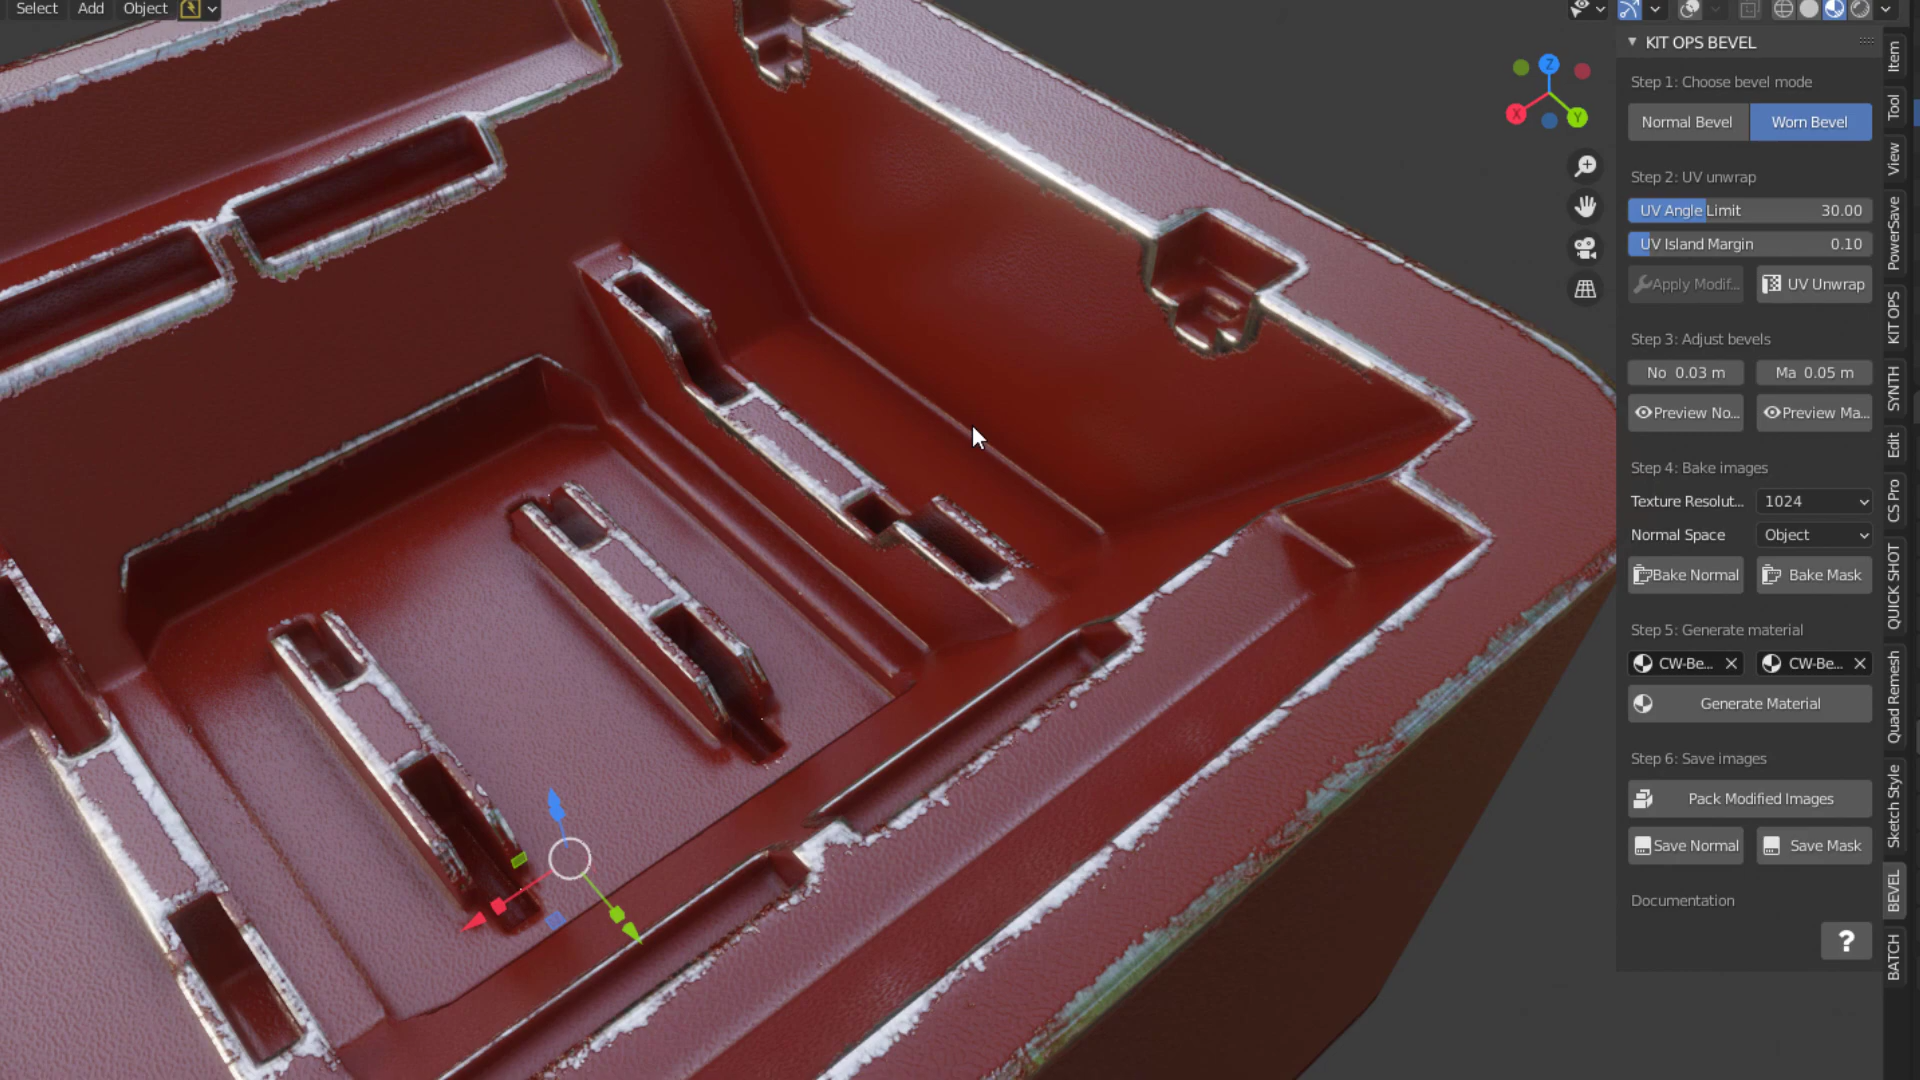 Select Add Object
KIT OPS BEVEL
Step 1: Choose bevel mode
Normal Bevel Worn Bevel
Step 2: UV unwrap
UV Angle Limit 30.00
UV Island Margin 0.10
Apply Modif... UV Unwrap
Step 3: Adjust bevels
No 0.03 m Ma 0.05 m
Preview No... Preview Ma...
Step 4: Bake images
Texture Resolut... 1024
Normal Space Object
Bake Normal Bake Mask
Step 5: Generate material
CW-Be... CW-Be...
Generate Material
Step 6: Save images
Pack Modified Images
Save Normal Save Mask
Documentation
?
Z
X
Y
Item
Tool
View
PowerSave
KIT OPS
SYNTH
Edit
CS Pro
QUICK SHOT
Quad Remesh
Sketch Style
BEVEL
BATCH